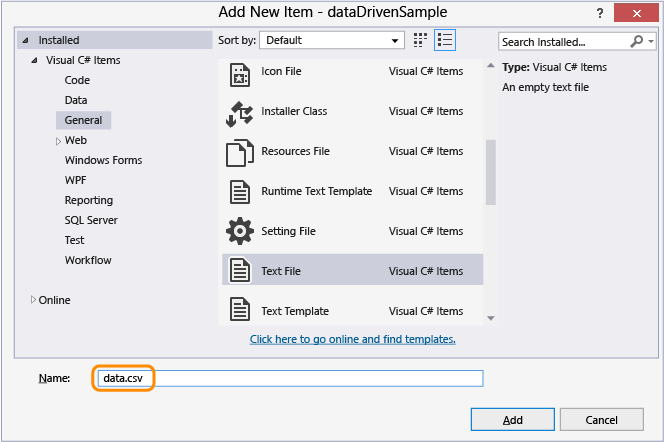 Add New Item - dataDrivenSample
?
Installed
Sort by: Default
Search Installed...
Visual C# Items
Code
Data
General
Web
Windows Forms
WPF
Reporting
SQL Server
Test
Workflow
Online
Icon File Visual C# Items
Installer Class Visual C# Items
Resources File Visual C# Items
Runtime Text Template Visual C# Items
Setting File Visual C# Items
Text File Visual C# Items
Text Template Visual C# Items
Click here to go online and find templates.
Type: Visual C# Items
An empty text file
Name: data.csv
Add
Cancel